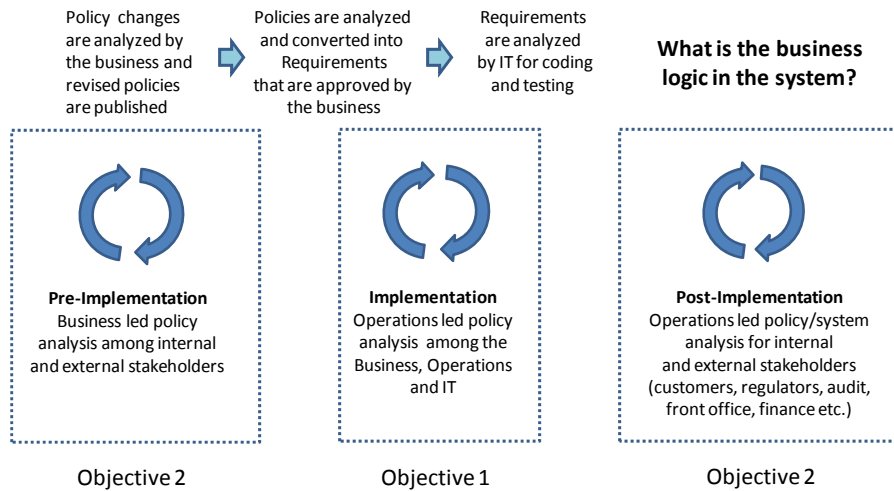 Policy changes
are analyzed by
the business and
revised policies
are published
Policies are analyzed
and converted into
Requirements
that are approved by
the business
Requirements
are analyzed
by IT for coding
and testing
What is the business
logic in the system?
Pre-Implementation
Business led policy
analysis among internal
and external stakeholders
Implementation
Operations led policy
analysis among the
Business, Operations
and IT
Post-Implementation
Operations led policy/system
analysis for internal
and external stakeholders
(customers, regulators, audit,
front office, finance etc.)
Objective 2
Objective 1
Objective 2